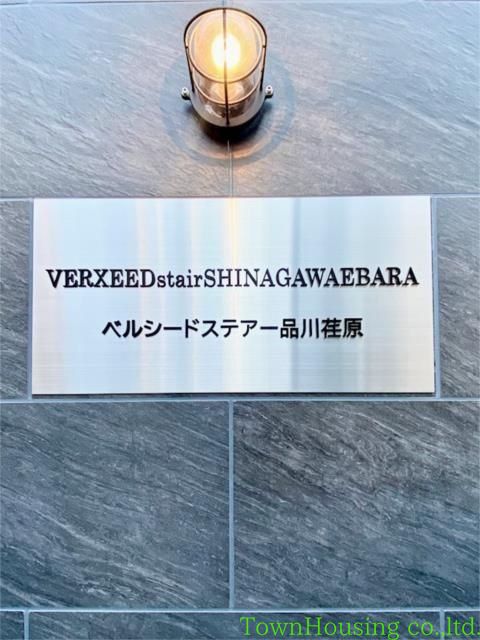 VERXEEDstairSHINAGAWAEBARA
ベルシードステアー品川荏原
TownHousing co.,ltd